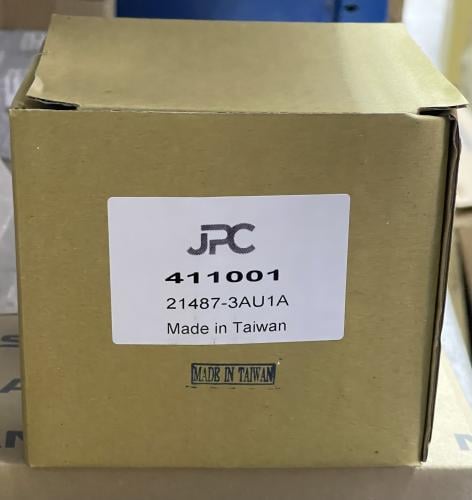 JPC
411001
21487-3AU1A
Made in Taiwan
MADE IN TAIWAN